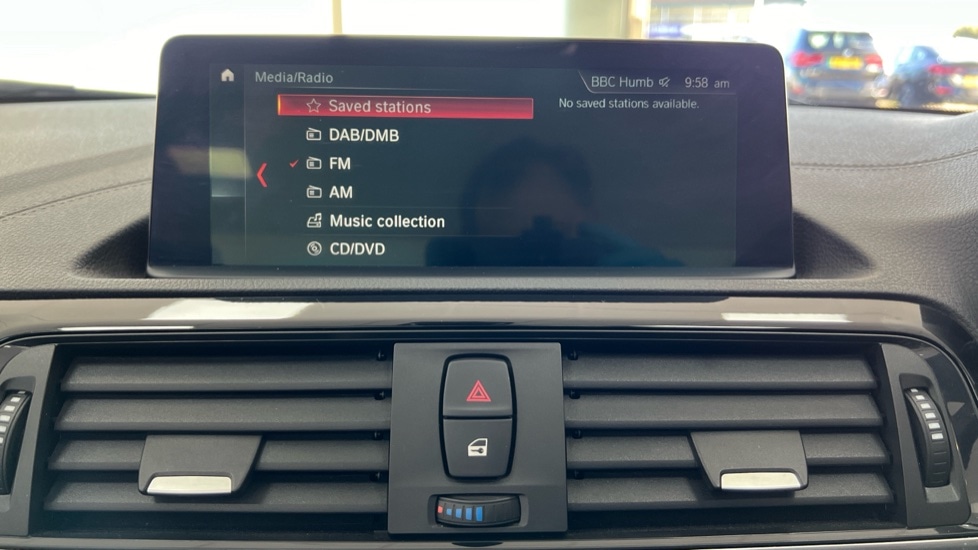 Media/Radio
BBC Humb 9:58 am
Saved stations
No saved stations available.
DAB/DMB
FM
AM
Music collection
CD/DVD